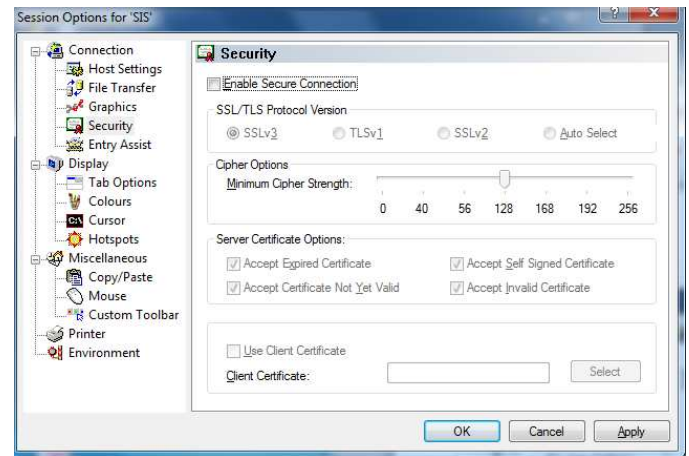 Session Options for 'SIS'
Connection
Host Settings
File Transfer
Graphics
Security
Entry Assist
Display
Tab Options
Colours
Cursor
Hotspots
Miscellaneous
Copy/Paste
Mouse
Custom Toolbar
Printer
Environment
Security
Enable Secure Connection
SSL/TLS Protocol Version
SSLv3 TLSv1 SSLv2 Auto Select
Cipher Options
Minimum Cipher Strength:
0 40 56 128 168 192 256
Server Certificate Options:
Accept Expired Certificate Accept Self Signed Certificate
Accept Certificate Not Yet Valid Accept Invalid Certificate
Use Client Certificate
Client Certificate: Select
OK Cancel Apply